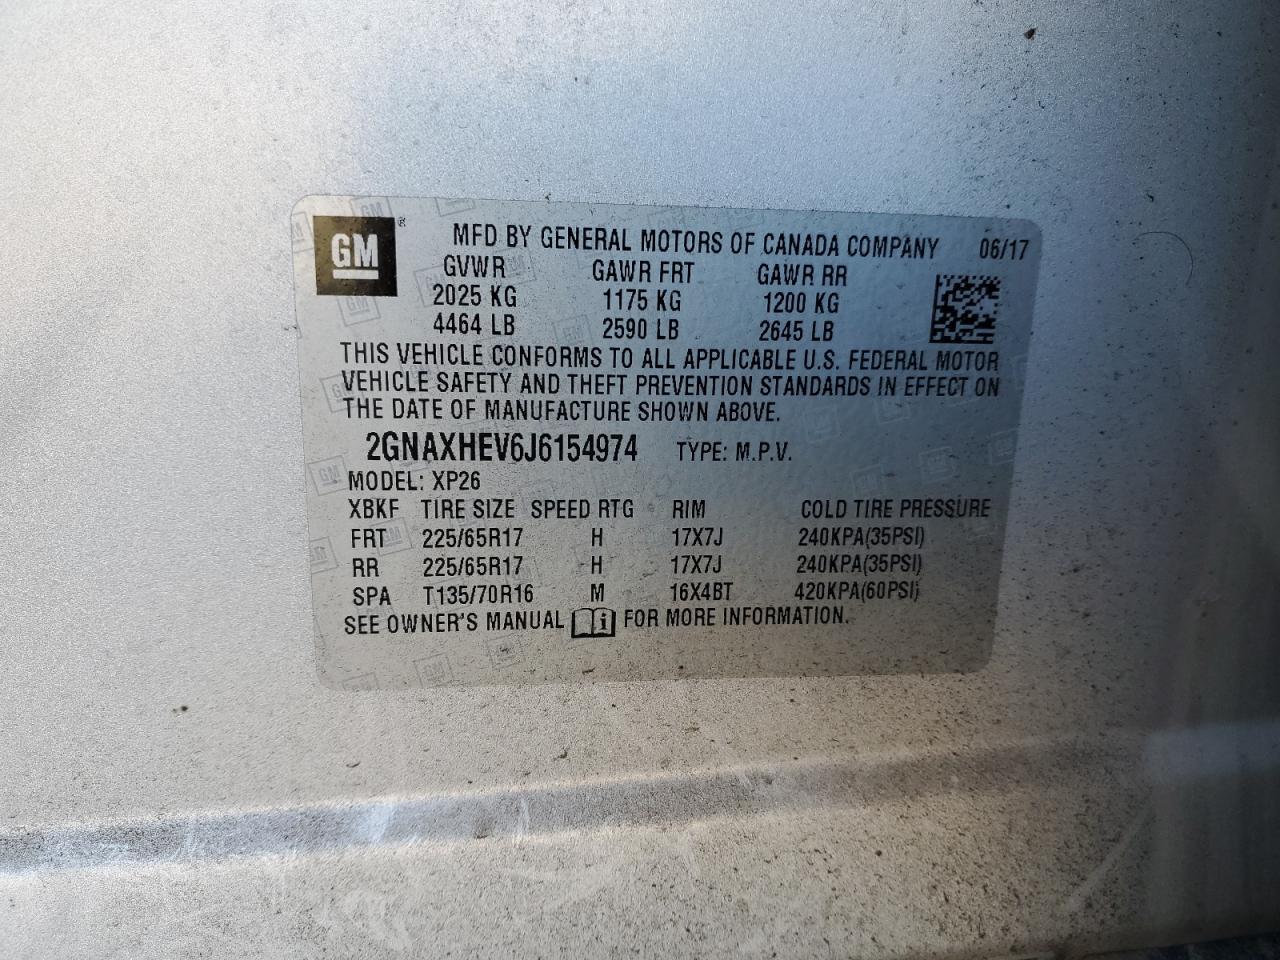 GM ® MFD BY GENERAL MOTORS OF CANADA COMPANY 06/17
GVWR GAWR FRT GAWR RR
2025 KG 1175 KG 1200 KG
4464 LB 2590 LB 2645 LB
THIS VEHICLE CONFORMS TO ALL APPLICABLE U.S. FEDERAL MOTOR
VEHICLE SAFETY AND THEFT PREVENTION STANDARDS IN EFFECT ON
THE DATE OF MANUFACTURE SHOWN ABOVE.
2GNAXHEV6J6154974 TYPE: M.P.V.
MODEL: XP26
XBKF TIRE SIZE SPEED RTG RIM COLD TIRE PRESSURE
FRT 225/65R17 H 17X7J 240KPA(35PSI)
RR 225/65R17 H 17X7J 240KPA(35PSI)
SPA T135/70R16 M 16X4BT 420KPA(60PSI)
SEE OWNER'S MANUAL i FOR MORE INFORMATION.